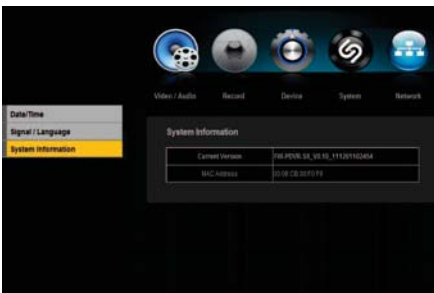 Video / Audio Record Device System Network
Date/Time
Signal / Language
System Information
System Information
Current Version
MAC Address